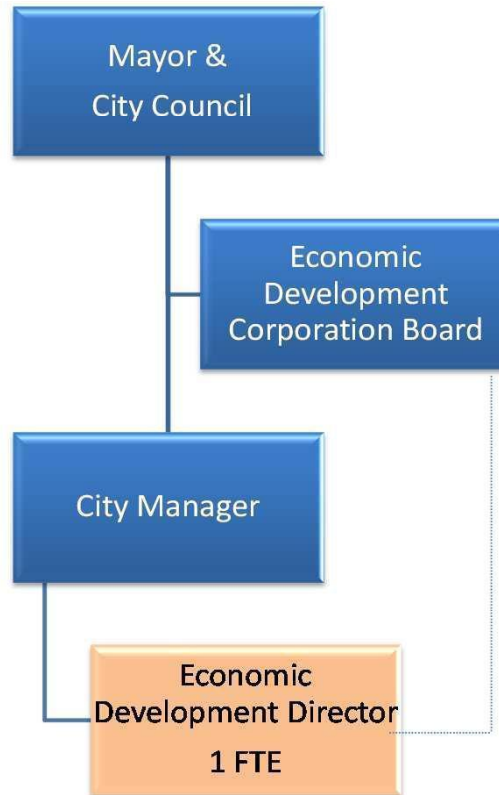 Mayor &
City Council
Economic
Development
Corporation Board
City Manager
Economic
Development Director
1 FTE